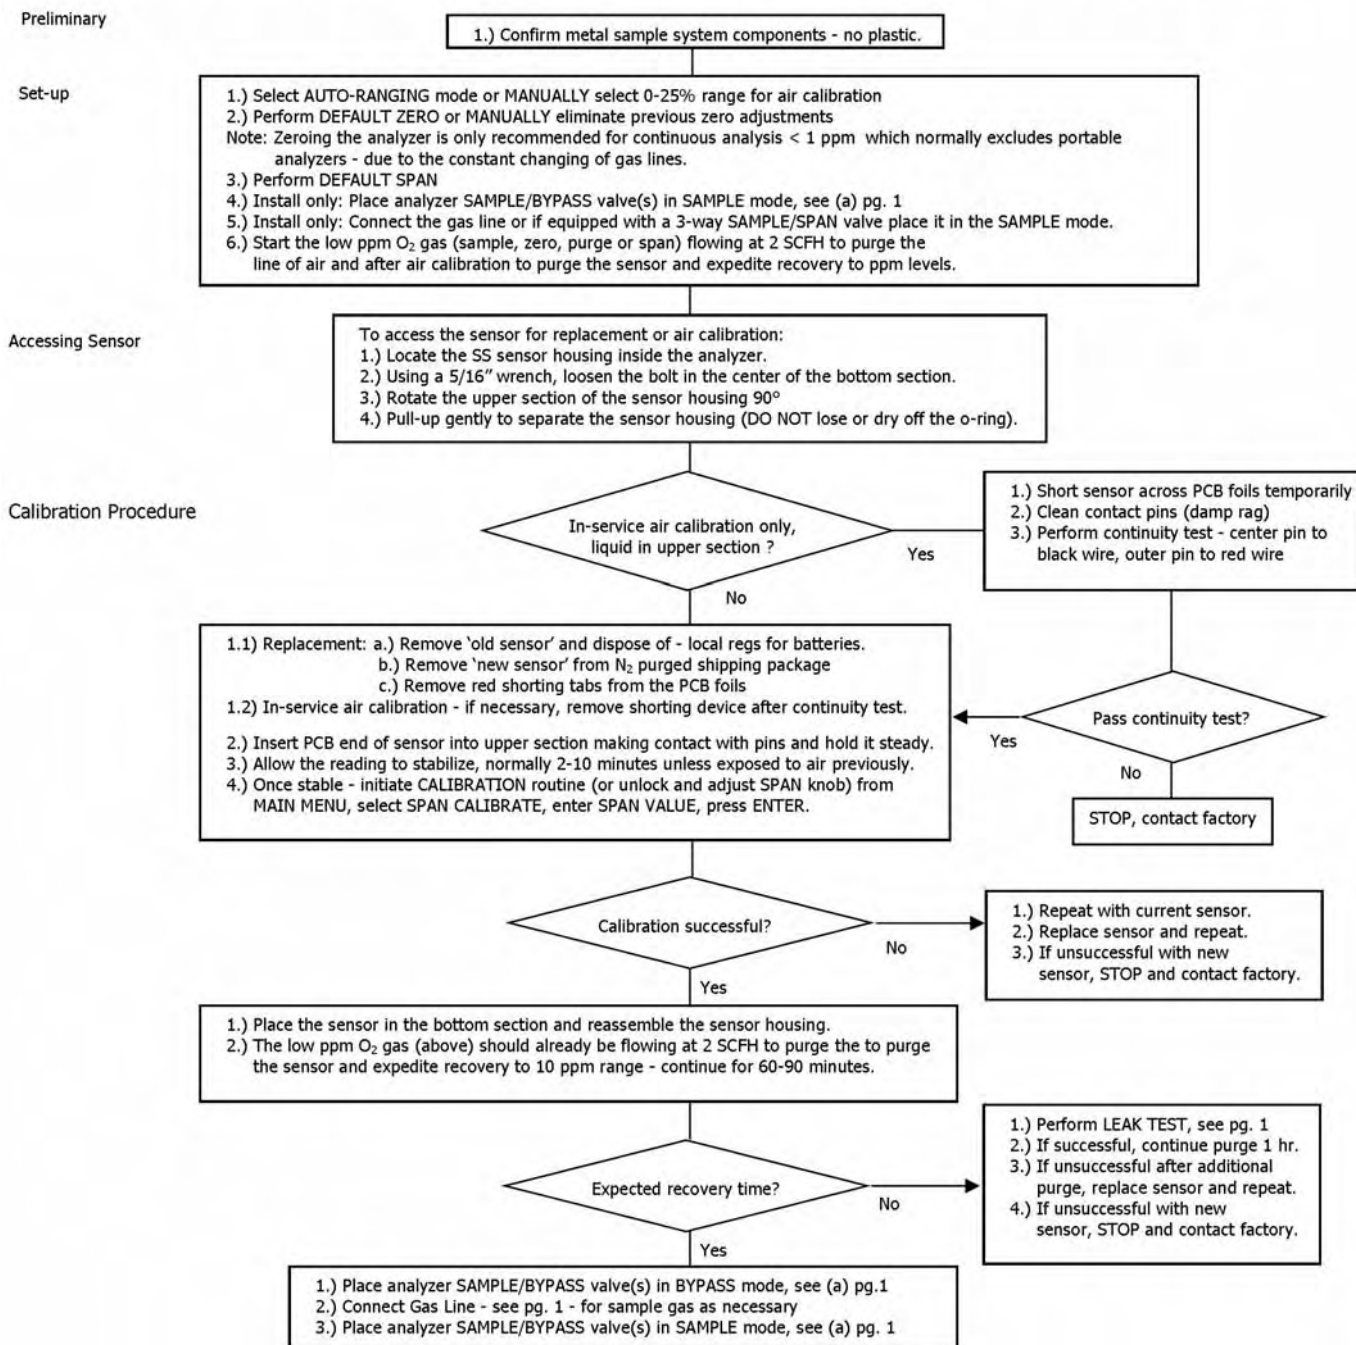 Preliminary
1.) Confirm metal sample system components - no plastic.
Set-up
1.) Select AUTO-RANGING mode or MANUALLY select 0-25% range for air calibration
2.) Perform DEFAULT ZERO or MANUALLY eliminate previous zero adjustments
Note: Zeroing the analyzer is only recommended for continuous analysis < 1 ppm which normally excludes portable
analyzers - due to the constant changing of gas lines.
3.) Perform DEFAULT SPAN
4.) Install only: Place analyzer SAMPLE/BYPASS valve(s) in SAMPLE mode, see (a) pg. 1
5.) Install only: Connect the gas line or if equipped with a 3-way SAMPLE/SPAN valve place it in the SAMPLE mode.
6.) Start the low ppm O₂ gas (sample, zero, purge or span) flowing at 2 SCFH to purge the
line of air and after air calibration to purge the sensor and expedite recovery to ppm levels.
Accessing Sensor
To access the sensor for replacement or air calibration:
1.) Locate the SS sensor housing inside the analyzer.
2.) Using a 5/16” wrench, loosen the bolt in the center of the bottom section.
3.) Rotate the upper section of the sensor housing 90º
4.) Pull-up gently to separate the sensor housing (DO NOT lose or dry off the o-ring).
Calibration Procedure
In-service air calibration only,
liquid in upper section ?
Yes
No
1.) Short sensor across PCB foils temporarily
2.) Clean contact pins (damp rag)
3.) Perform continuity test - center pin to
black wire, outer pin to red wire
Pass continuity test?
Yes
No
STOP, contact factory
1.1) Replacement: a.) Remove ‘old sensor’ and dispose of - local regs for batteries.
b.) Remove ‘new sensor’ from N₂ purged shipping package
c.) Remove red shorting tabs from the PCB foils
1.2) In-service air calibration - if necessary, remove shorting device after continuity test.
2.) Insert PCB end of sensor into upper section making contact with pins and hold it steady.
3.) Allow the reading to stabilize, normally 2-10 minutes unless exposed to air previously.
4.) Once stable - initiate CALIBRATION routine (or unlock and adjust SPAN knob) from
MAIN MENU, select SPAN CALIBRATE, enter SPAN VALUE, press ENTER.
Calibration successful?
No
Yes
1.) Repeat with current sensor.
2.) Replace sensor and repeat.
3.) If unsuccessful with new
sensor, STOP and contact factory.
1.) Place the sensor in the bottom section and reassemble the sensor housing.
2.) The low ppm O₂ gas (above) should already be flowing at 2 SCFH to purge the to purge
the sensor and expedite recovery to 10 ppm range - continue for 60-90 minutes.
Expected recovery time?
No
Yes
1.) Perform LEAK TEST, see pg. 1
2.) If successful, continue purge 1 hr.
3.) If unsuccessful after additional
purge, replace sensor and repeat.
4.) If unsuccessful with new
sensor, STOP and contact factory.
1.) Place analyzer SAMPLE/BYPASS valve(s) in BYPASS mode, see (a) pg.1
2.) Connect Gas Line - see pg. 1 - for sample gas as necessary
3.) Place analyzer SAMPLE/BYPASS valve(s) in SAMPLE mode, see (a) pg. 1